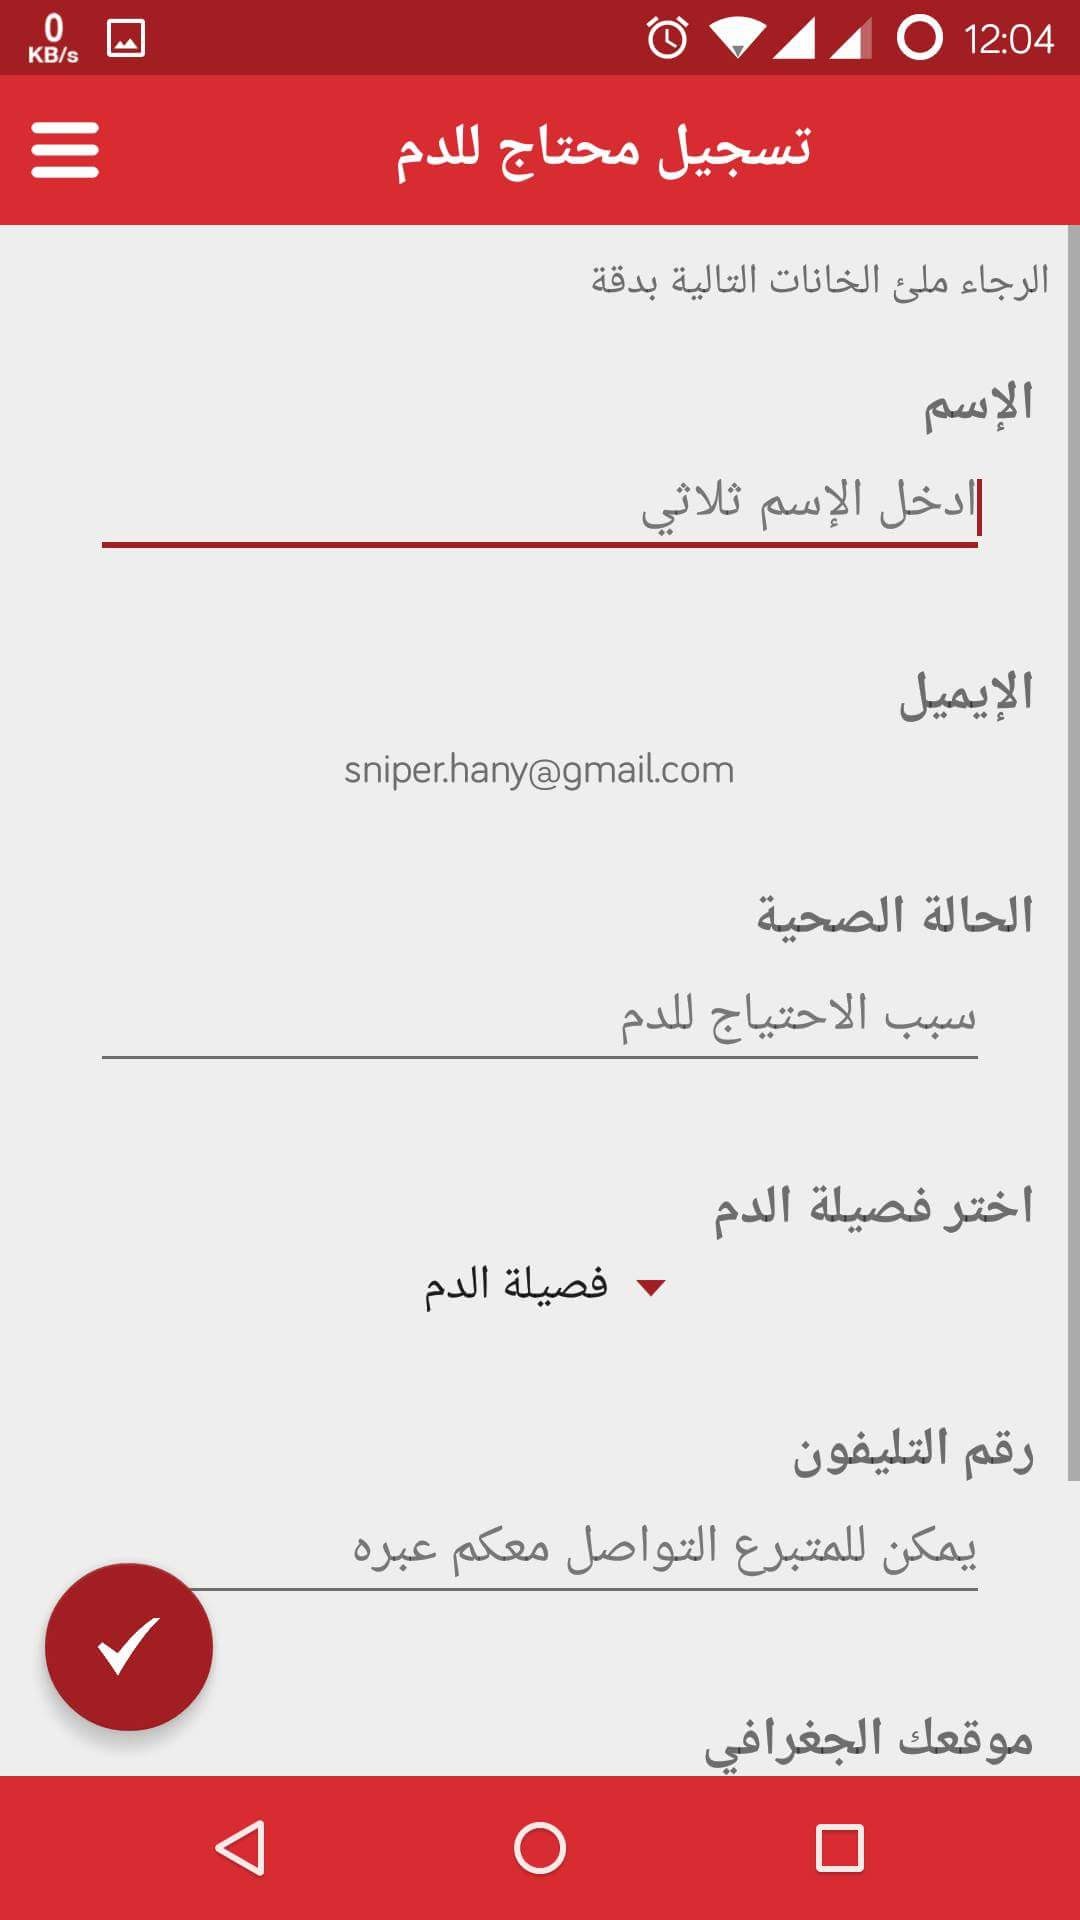 0
KB/s
12:04
تسجيل محتاج للدم
الرجاء ملئ الخانات التالية بدقة
الإسم
ادخل الإسم ثلاثي
الإيميل
sniper.hany@gmail.com
الحالة الصحية
سبب الاحتياج للدم
اختر فصيلة الدم
فصيلة الدم
رقم التليفون
يمكن للمتبرع التواصل معكم عبره
موقعك الجغرافي